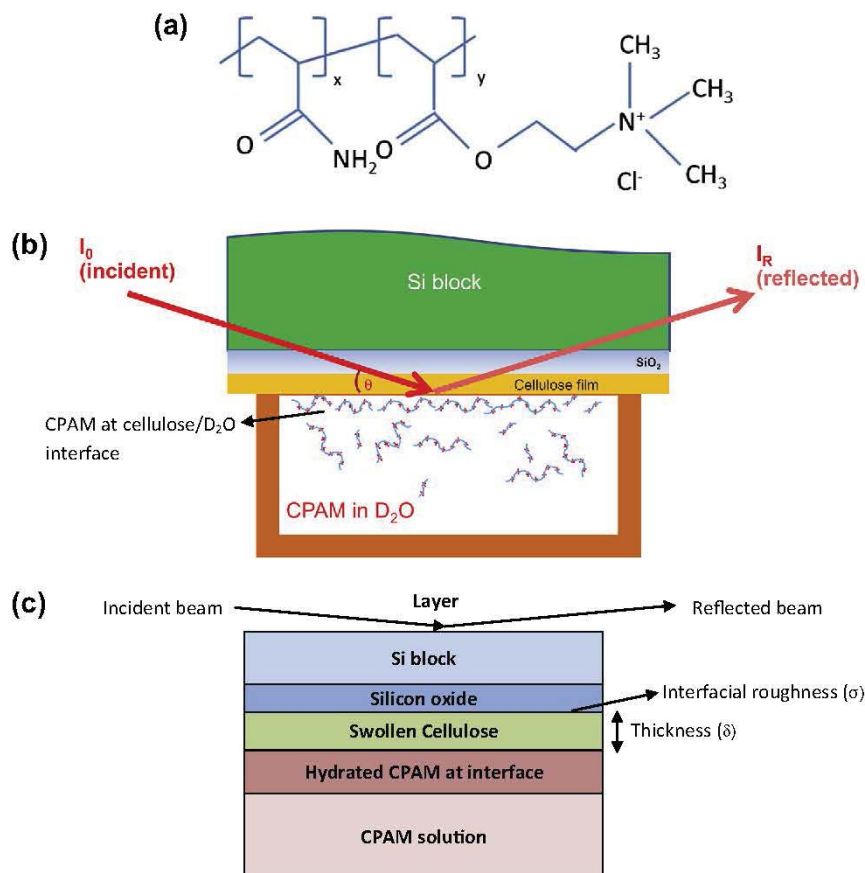 (a)
CH₃
x
y
N⁺
CH₃
O
NH₂
O
O
Cl⁻
CH₃
(b)
I₀
(incident)
I_R
(reflected)
Si block
SiO₂
θ
Cellulose film
CPAM at cellulose/D₂O
interface
CPAM in D₂O
(c)
Incident beam
Layer
Reflected beam
Si block
Silicon oxide
Interfacial roughness (σ)
Swollen Cellulose
Thickness (δ)
Hydrated CPAM at interface
CPAM solution